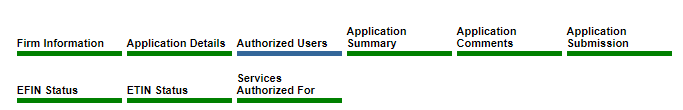 Firm Information
Application Details
Authorized Users
Application
Summary
Application
Comments
Application
Submission
EFIN Status
ETIN Status
Services
Authorized For